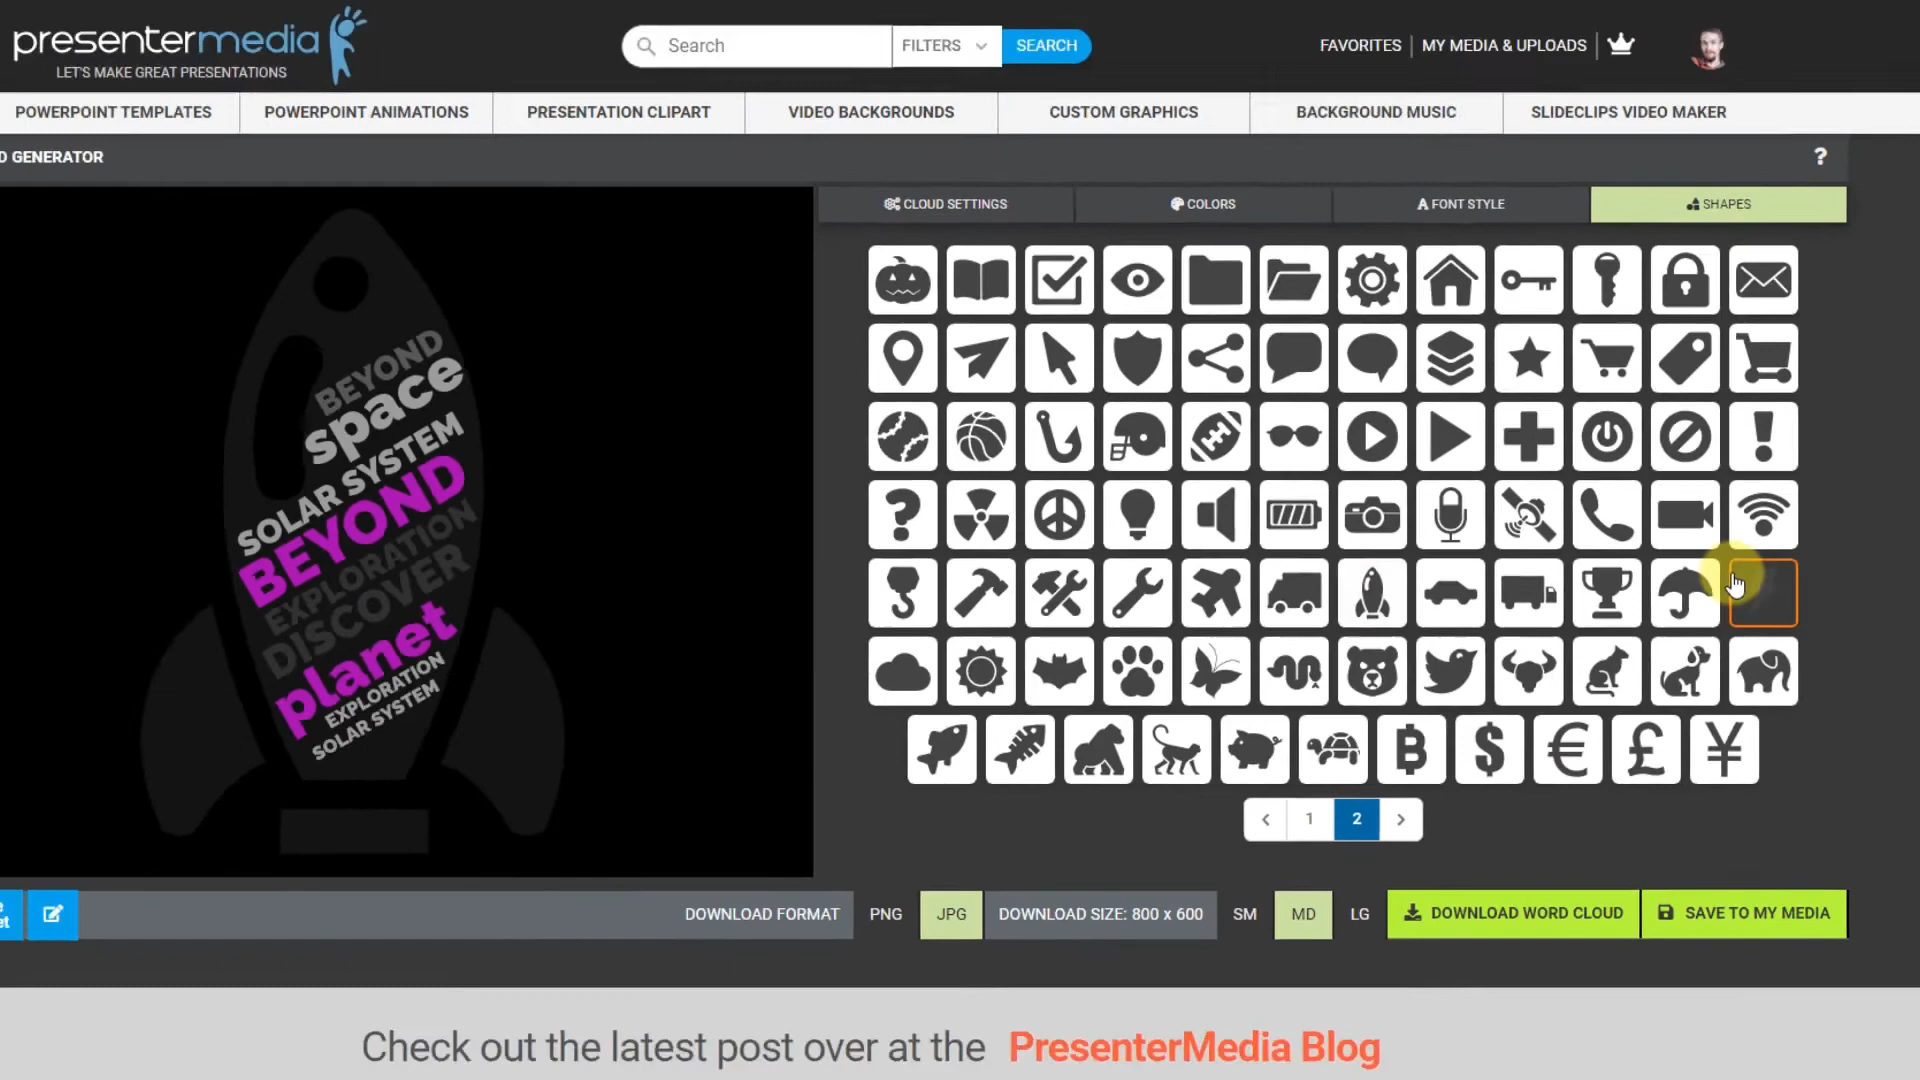 presentermedia
LET'S MAKE GREAT PRESENTATIONS
Search
FILTERS
SEARCH
FAVORITES
MY MEDIA & UPLOADS
POWERPOINT TEMPLATES
POWERPOINT ANIMATIONS
PRESENTATION CLIPART
VIDEO BACKGROUNDS
CUSTOM GRAPHICS
BACKGROUND MUSIC
SLIDECLIPS VIDEO MAKER
D GENERATOR
?
CLOUD SETTINGS
COLORS
FONT STYLE
SHAPES
BEYOND
space
SOLAR SYSTEM
BEYOND
EXPLORATION
DISCOVER
planet
EXPLORATION
SOLAR SYSTEM
1
2
e
et
DOWNLOAD FORMAT
PNG
JPG
DOWNLOAD SIZE: 800 x 600
SM
MD
LG
DOWNLOAD WORD CLOUD
SAVE TO MY MEDIA
Check out the latest post over at the PresenterMedia Blog